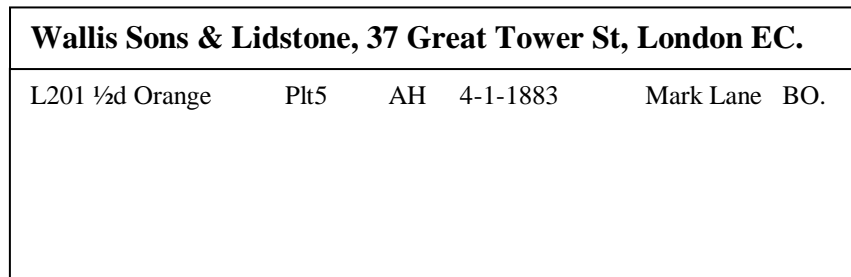 Wallis Sons & Lidstone, 37 Great Tower St, London EC.
L201 ½d Orange Plt5 AH 4-1-1883 Mark Lane BO.